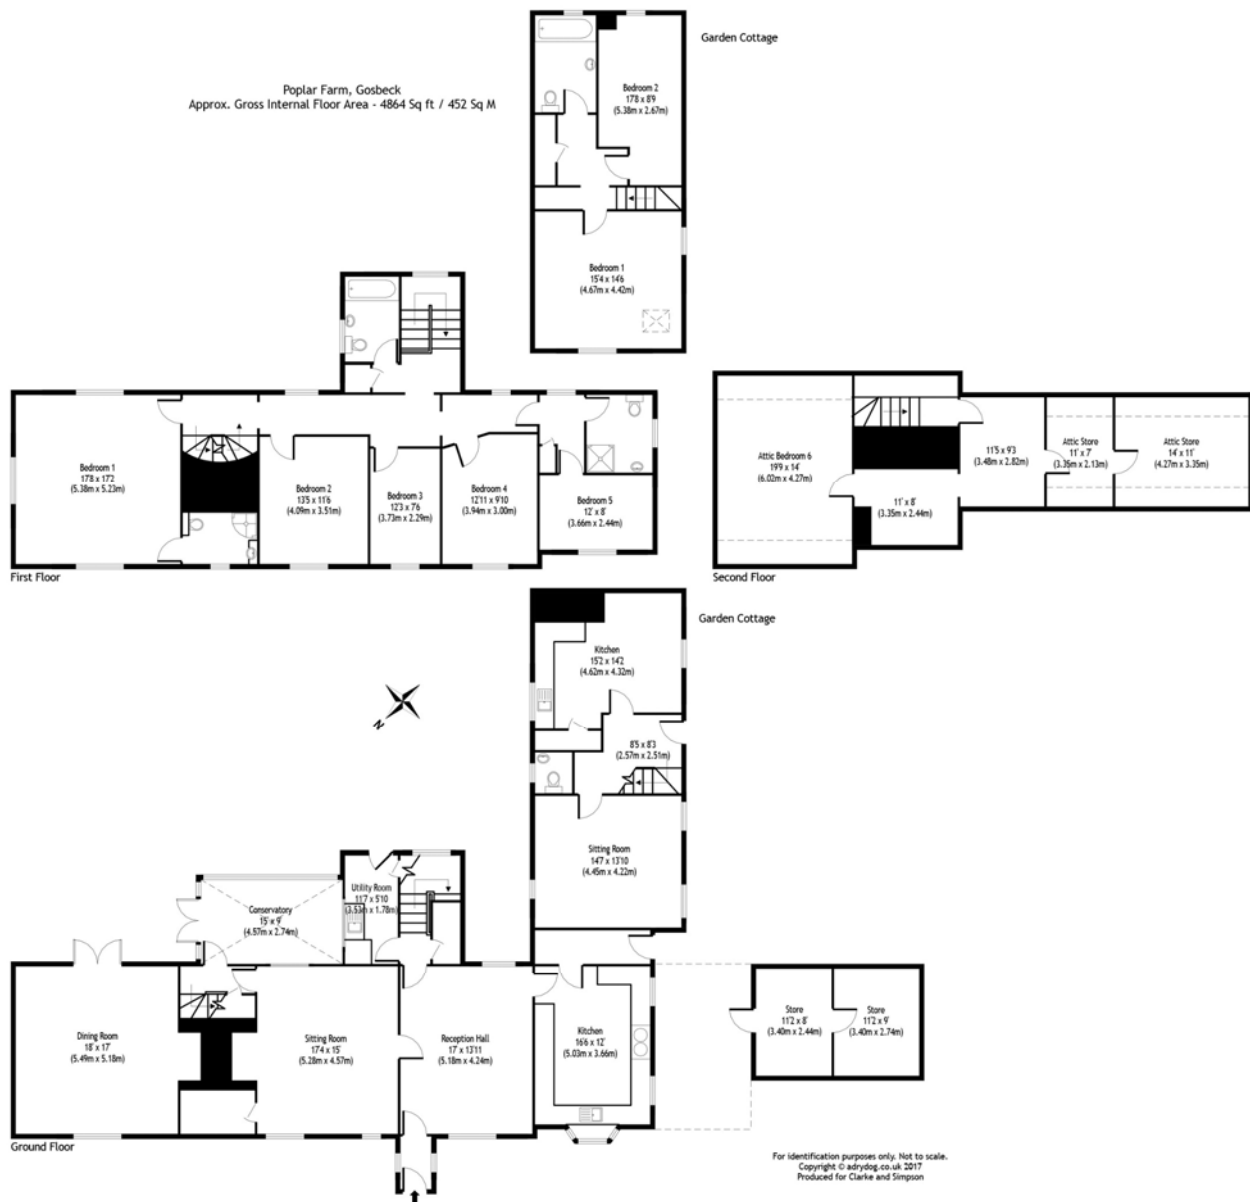 Garden Cottage
Poplar Farm, Gosbeck
Approx. Gross Internal Floor Area - 4864 Sq ft / 452 Sq M
Bedroom 2
17'8 x 8'9
(5.38m x 2.67m)
Bedroom 1
15'4 x 14'6
(4.67m x 4.42m)
Bedroom 1
17'8 x 17'2
(5.38m x 5.23m)
Bedroom 2
13'5 x 11'6
(4.09m x 3.51m)
Bedroom 3
12'3 x 7'6
(3.73m x 2.29m)
Bedroom 4
12'11 x 9'10
(3.94m x 3.00m)
Bedroom 5
12' x 8'
(3.66m x 2.44m)
First Floor
Attic Bedroom 6
19'9 x 14'
(6.02m x 4.27m)
11'5 x 9'3
(3.48m x 2.82m)
Attic Store
11' x 7'
(3.35m x 2.13m)
Attic Store
14' x 11'
(4.27m x 3.35m)
11' x 8'
(3.35m x 2.44m)
Second Floor
Garden Cottage
Kitchen
15'2 x 14'2
(4.62m x 4.32m)
8'5 x 8'3
(2.57m x 2.51m)
Sitting Room
14'7 x 13'10
(4.45m x 4.22m)
N
Utility Room
11'7 x 5'10
(3.53m x 1.78m)
Conservatory
15' x 9'
(4.57m x 2.74m)
Dining Room
18' x 17'
(5.49m x 5.18m)
Sitting Room
17'4 x 15'
(5.28m x 4.57m)
Reception Hall
17' x 13'11
(5.18m x 4.24m)
Kitchen
16'6 x 12'
(5.03m x 3.66m)
Store
11'2 x 8'
(3.40m x 2.44m)
Store
11'2 x 9'
(3.40m x 2.74m)
Ground Floor
For identification purposes only. Not to scale.
Copyright © adrydog.co.uk 2017
Produced for Clarke and Simpson